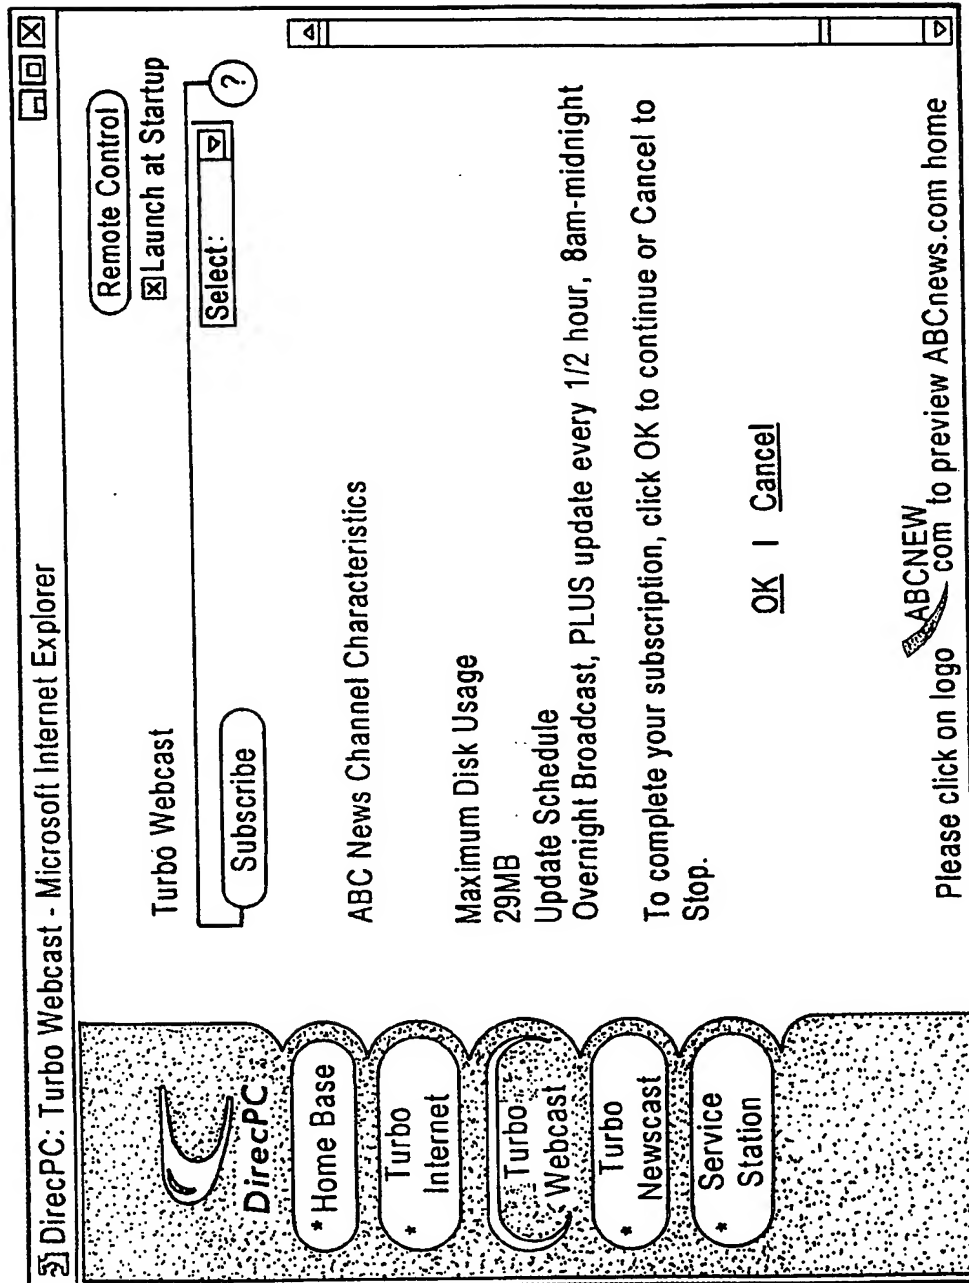 DirecPC: Turbo Webcast - Microsoft Internet Explorer
DirecPC
* Home Base
* Turbo Internet
Turbo Webcast
* Turbo Newscast
* Service Station
Turbo Webcast
Remote Control
Launch at Startup
Subscribe
Select:
?
ABC News Channel Characteristics
Maximum Disk Usage
29MB
Update Schedule
Overnight Broadcast, PLUS update every 1/2 hour, 8am-midnight
To complete your subscription, click OK to continue or Cancel to
Stop.
OK | Cancel
Please click on logo ABCNEW com to preview ABCnews.com home